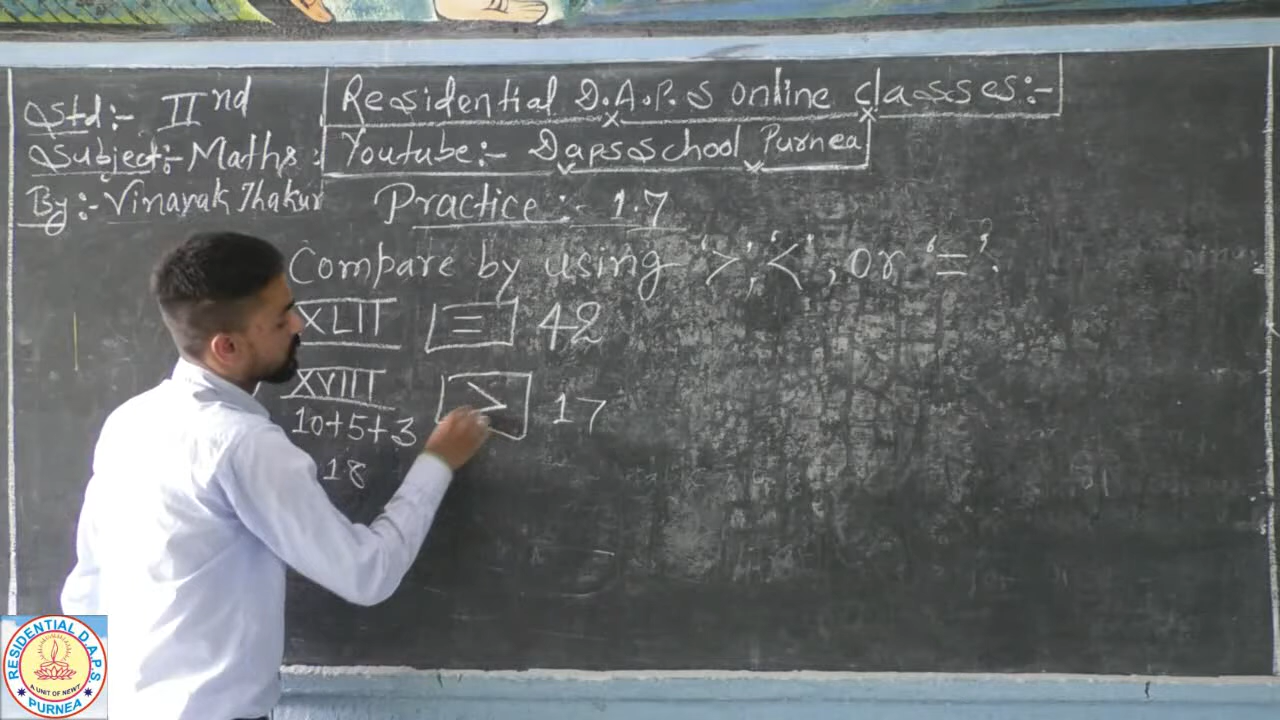 Std:- IInd
Residential D.A.P.S online classes:-
Subject:- Maths:
Youtube:- Dapsschool Purnea
By:- Vinayak Thakur
Practice:- 1.7
Compare by using '>', '<', or '='?
XLII = 42
XVIII > 17
10+5+3
18
RESIDENTIAL D.A.P.S
A UNIT OF NEWT
PURNEA